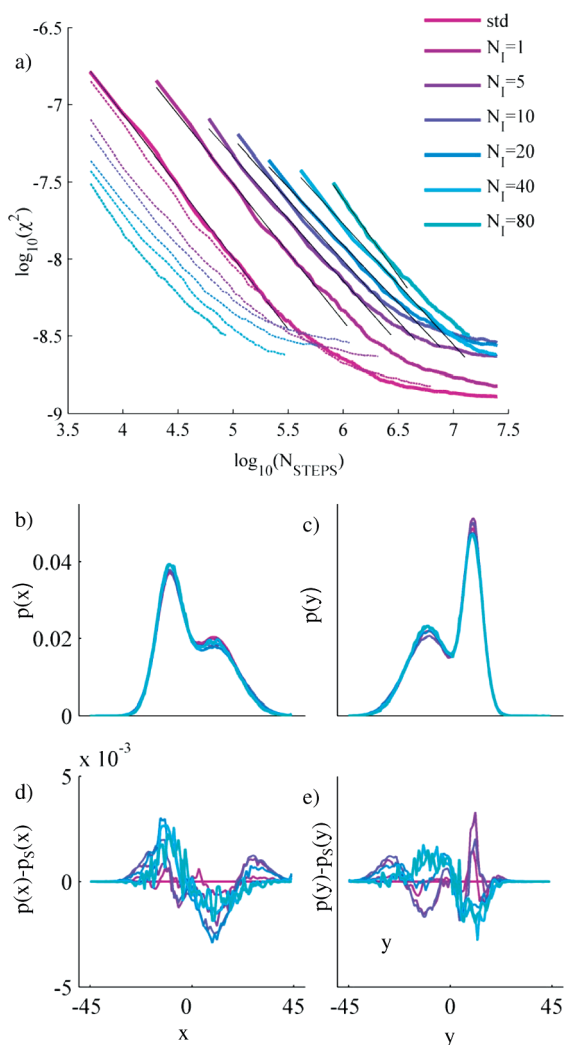 a)
-6.5
-7
-7.5
-8
-8.5
-9
log10(χ²)
3.5 4 4.5 5 5.5 6 6.5 7 7.5
log10(NSTEPS)
std
NI=1
NI=5
NI=10
NI=20
NI=40
NI=80
b)
0.04
0.02
0
p(x)
c)
p(y)
x 10-3
d)
5
0
-5
p(x)-pS(x)
-45 0 45
x
e)
p(y)-pS(y)
y
-45 0 45
y